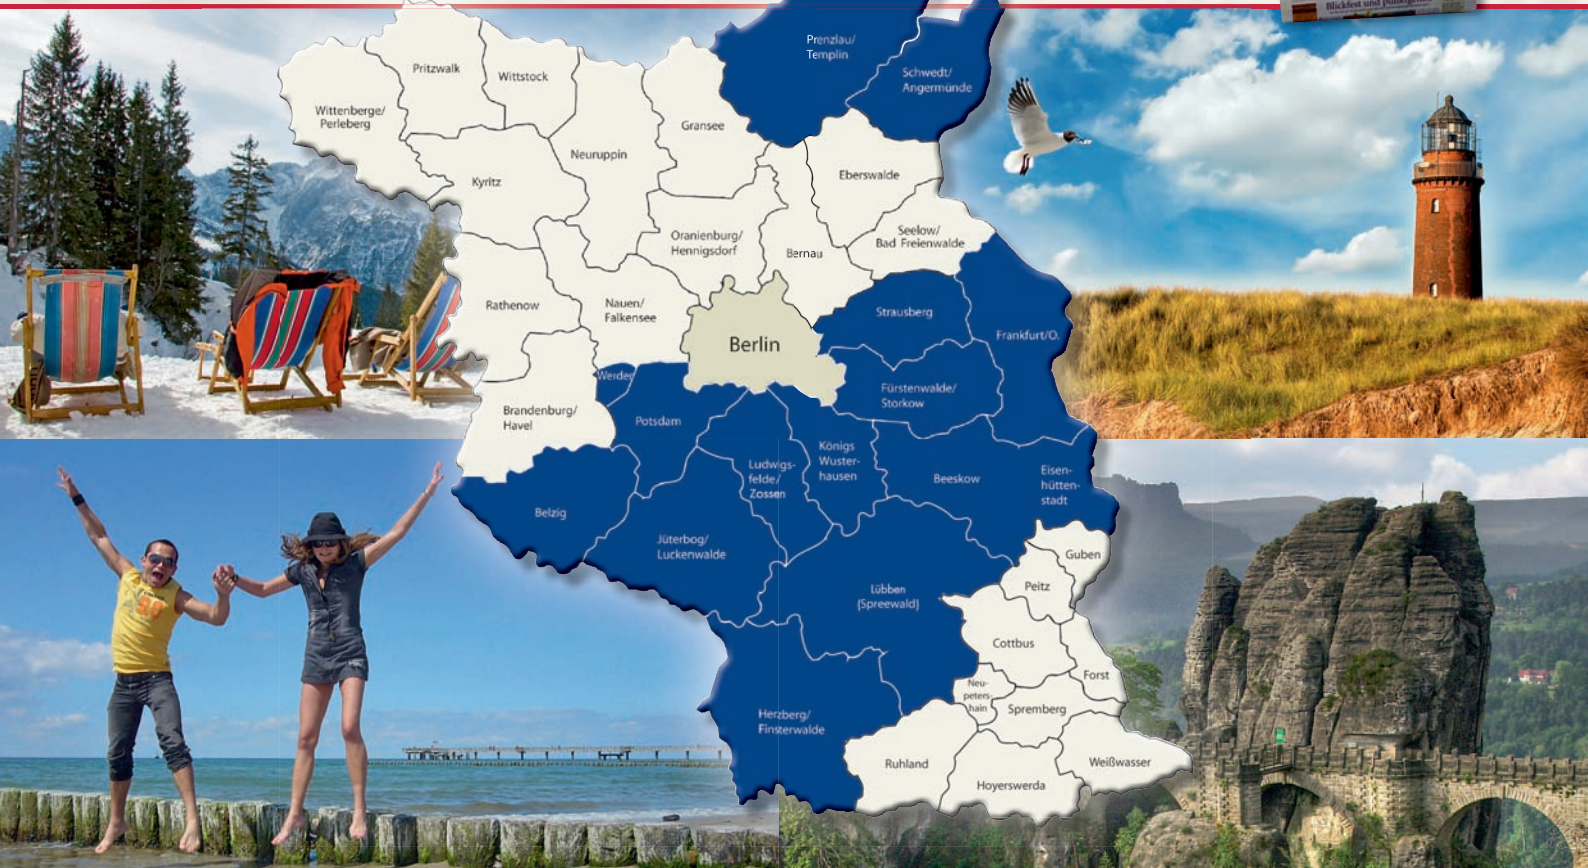 Blickfest und
Prenzlau/
Templin
Schwedt/
Angermünde
Pritzwalk
Wittstock
Wittenberge/
Perleberg
Gransee
Neuruppin
Kyritz
Eberswalde
Oranienburg/
Hennigsdorf
Bernau
Seelow/
Bad Freienwalde
Rathenow
Nauen/
Falkensee
Strausberg
Frankfurt/O.
Berlin
Werder
Fürstenwalde/
Storkow
Brandenburg/
Havel
Potsdam
Ludwigs-
felde/
Zossen
Königs
Wuster-
hausen
Beeskow
Eisen-
hütten-
stadt
Belzig
Jüterbog/
Luckenwalde
Guben
Peitz
Lübben
(Spreewald)
Cottbus
Forst
Neu-
peters-
hain
Spremberg
Herzberg/
Finsterwalde
Ruhland
Hoyerswerda
Weißwasser